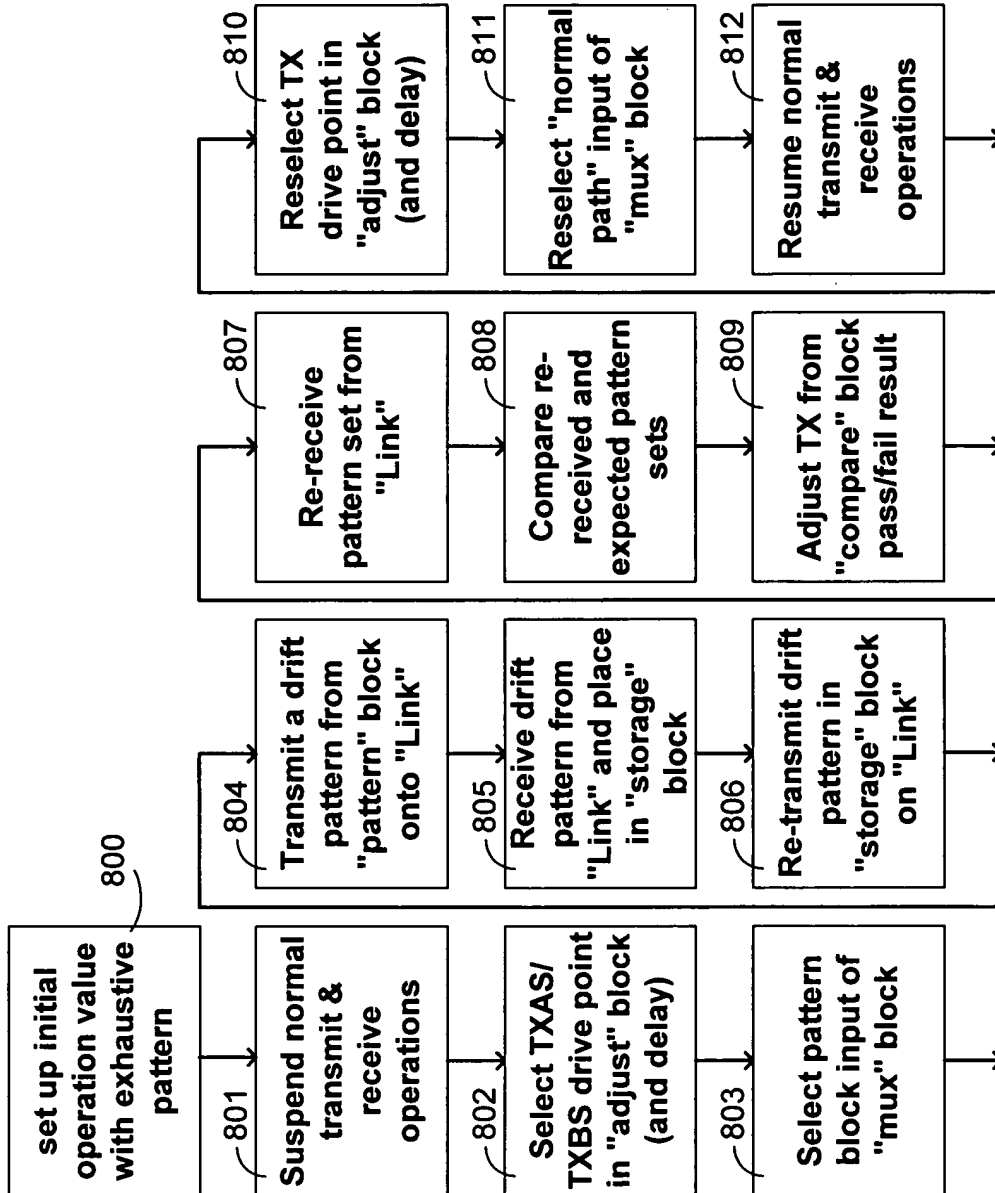 800
set up initial
operation value
with exhaustive
pattern
801
Suspend normal
transmit &
receive
operations
802
Select TXAS/
TXBS drive point
in "adjust" block
(and delay)
803
Select pattern
block input of
"mux" block
804
Transmit a drift
pattern from
"pattern" block
onto "Link"
805
Receive drift
pattern from
"Link" and place
in "storage"
block
806
Re-transmit drift
pattern in
"storage" block
on "Link"
807
Re-receive
pattern set from
"Link"
808
Compare re-
received and
expected pattern
sets
809
Adjust TX from
"compare" block
pass/fail result
810
Reselect TX
drive point in
"adjust" block
(and delay)
811
Reselect "normal
path" input of
"mux" block
812
Resume normal
transmit &
receive
operations